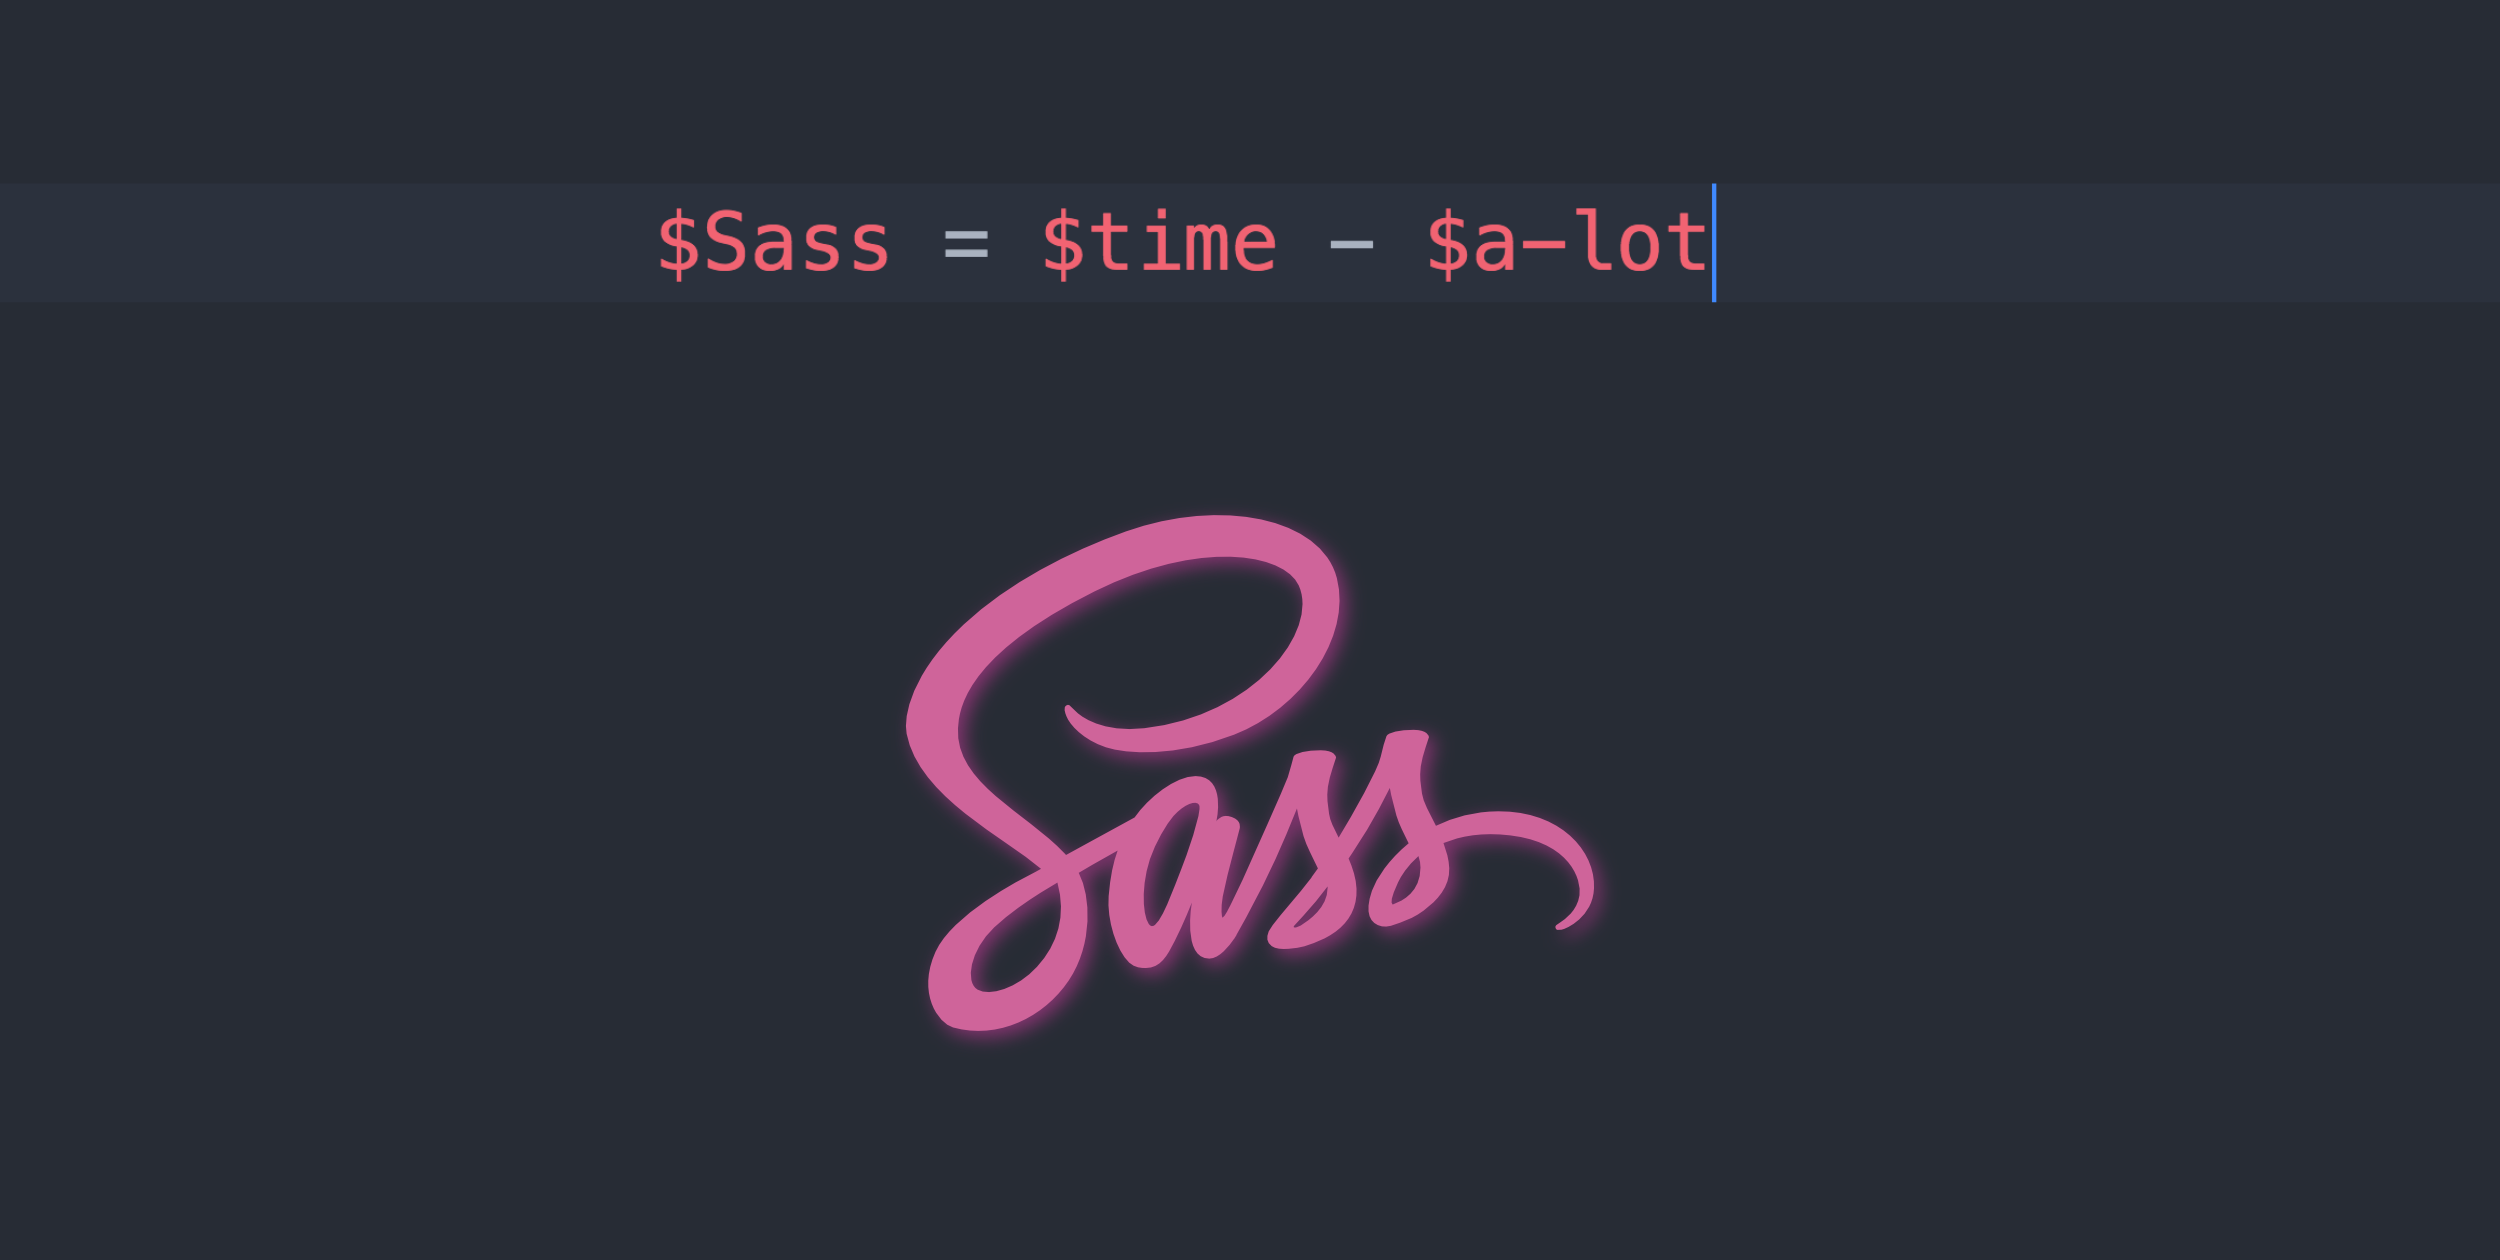 $Sass = $time - $a-lot
Sass